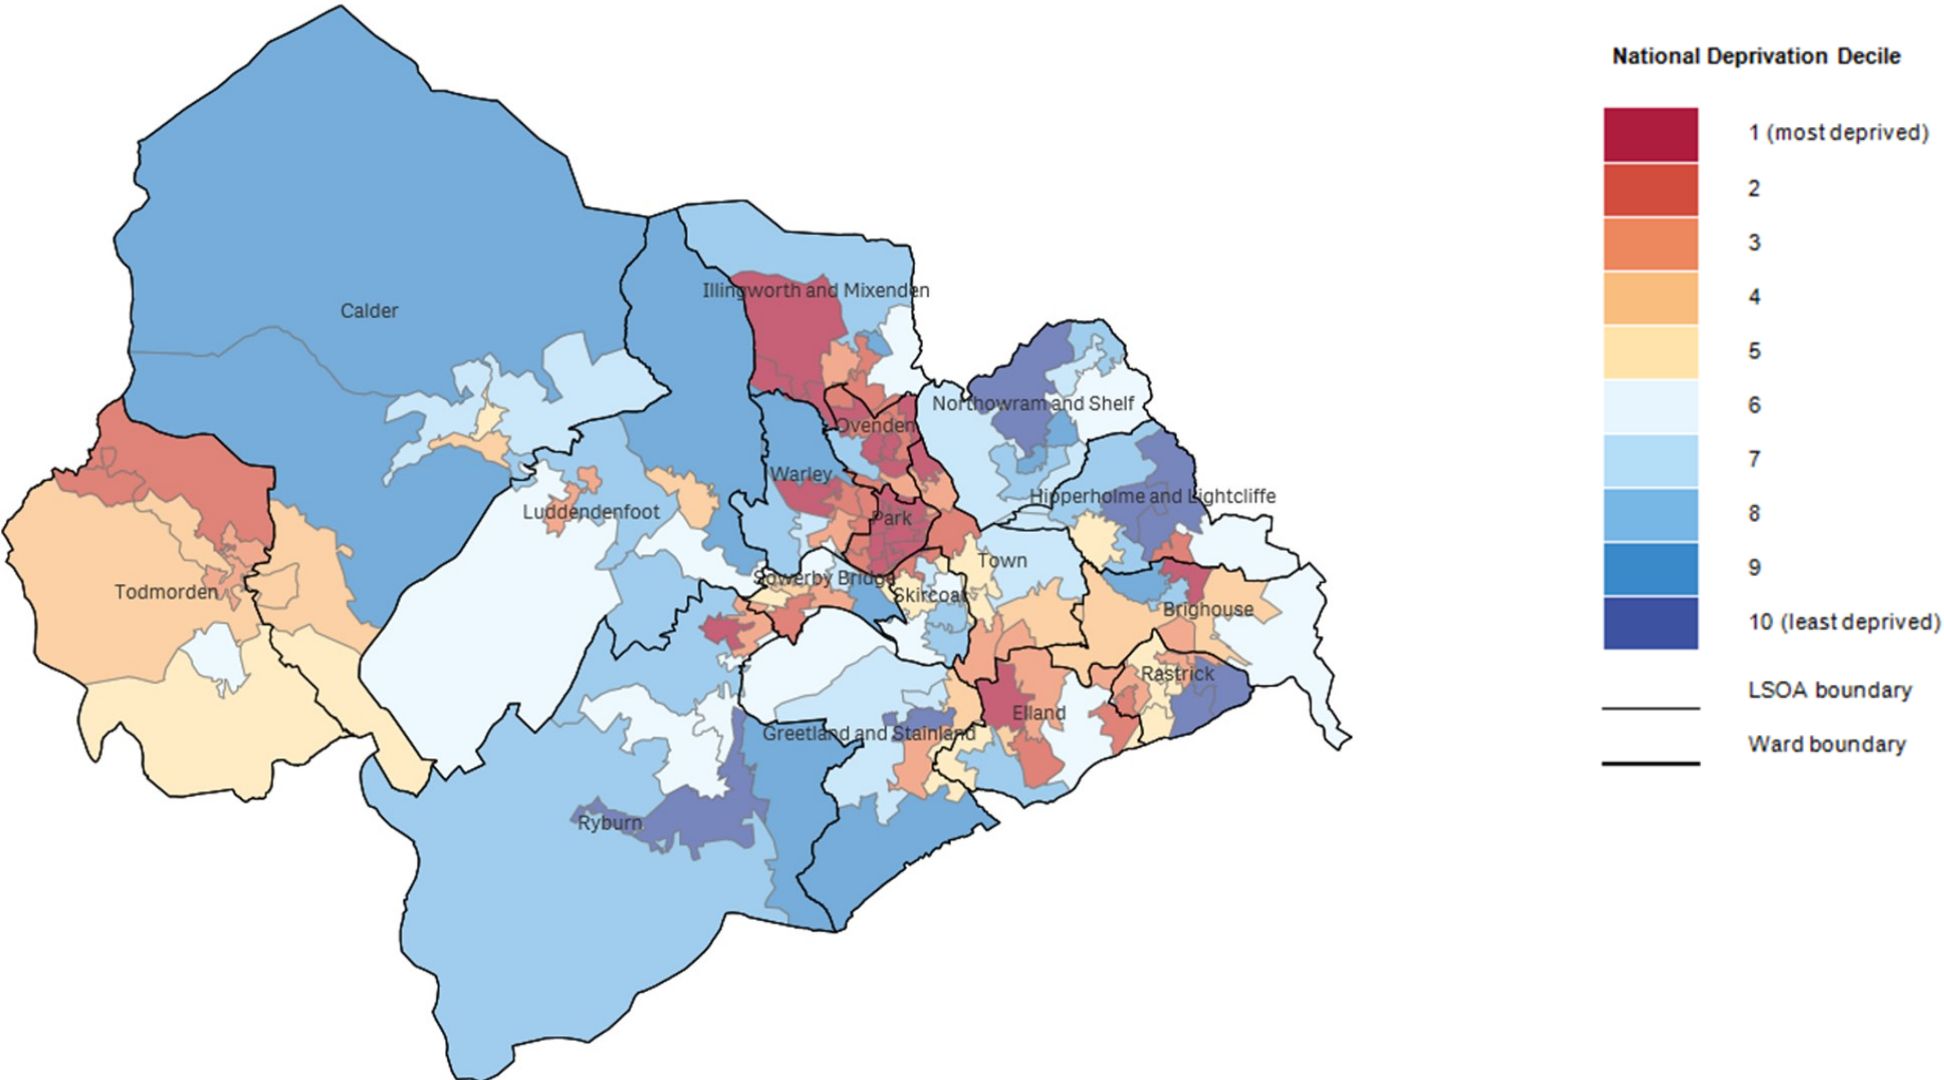 National Deprivation Decile
1 (most deprived)
2
3
4
5
6
7
8
9
10 (least deprived)
LSOA boundary
Ward boundary
Calder
Illingworth and Mixenden
Northowram and Shelf
Ovenden
Warley
Hipperholme and Lightcliffe
Luddendenfoot
Park
Town
Sowerby Bridge
Todmorden
Skircoat
Brighouse
Rastrick
Elland
Greetland and Stainland
Ryburn